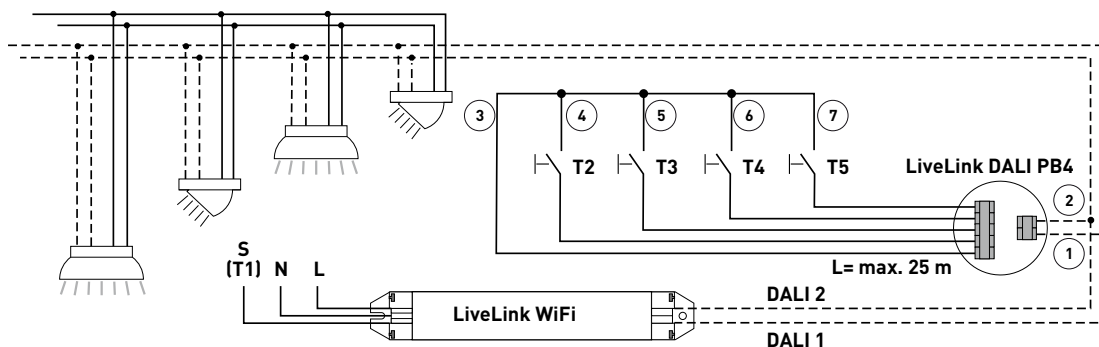 3
4
5
6
7
T2
T3
T4
T5
LiveLink DALI PB4
2
1
L= max. 25 m
S
(T1)
N
L
LiveLink WiFi
DALI 2
DALI 1